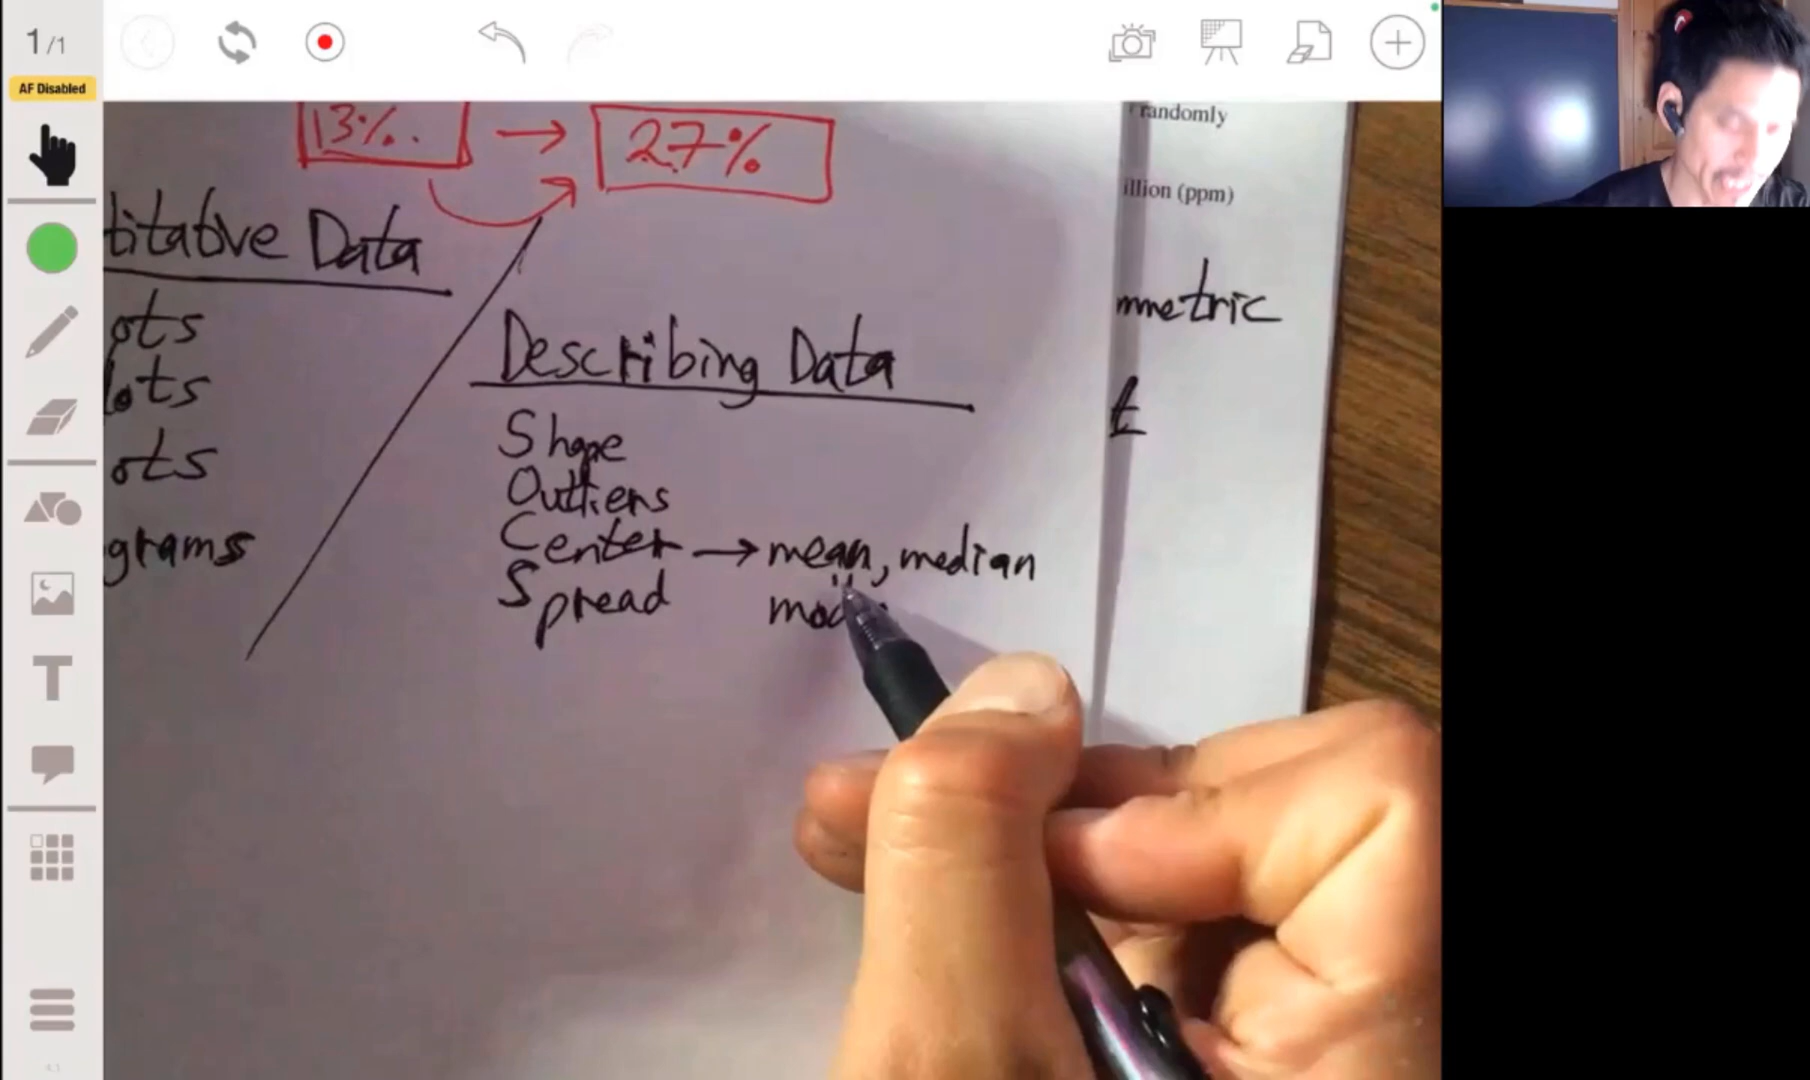 1/1
AF Disabled
13%. → 27%
titative Data
ots
lots
ots
grams
Describing Data
Shape
Outliers
Center → mean, median
Spread
T
randomly
illion (ppm)
mmetric
t